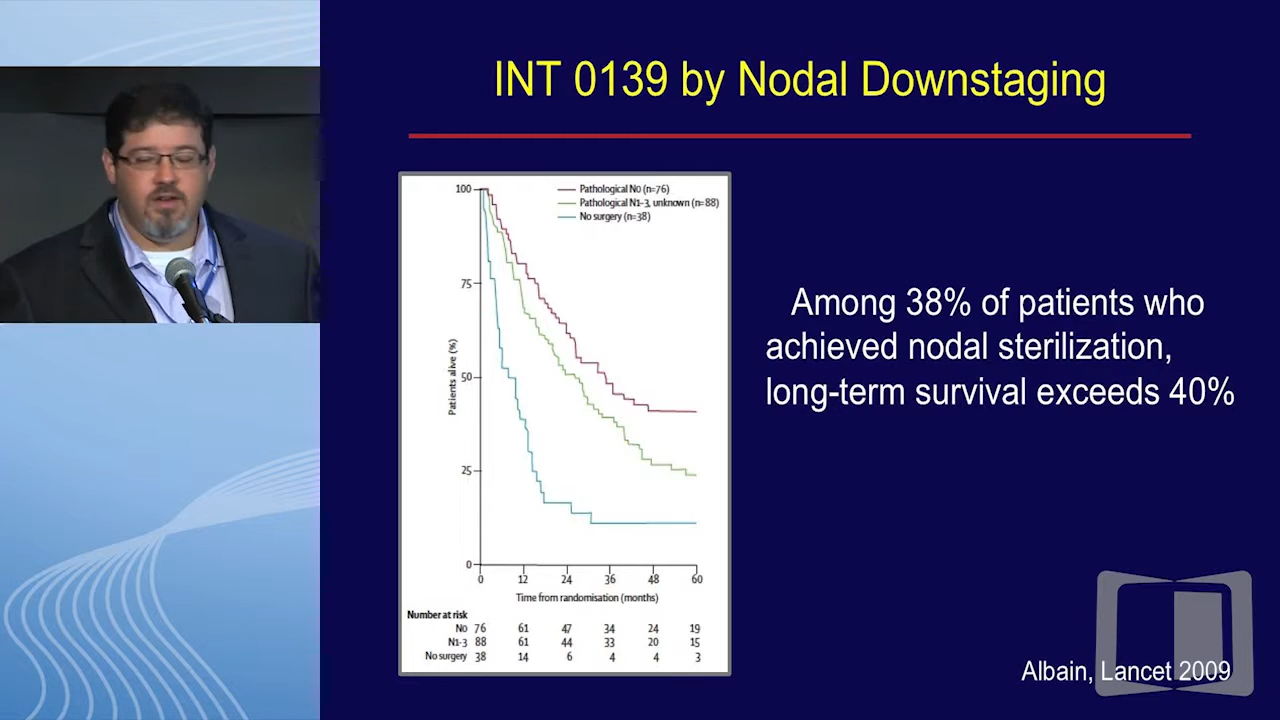 INT 0139 by Nodal Downstaging
100
75
50
25
0
Patients alive (%)
Pathological N0 (n=76)
Pathological N1-3, unknown (n=88)
No surgery (n=38)
0 12 24 36 48 60
Time from randomisation (months)
Number at risk
N0 76 61 47 34 24 19
N1-3 88 61 44 33 20 15
No surgery 38 14 6 4 4 3
Among 38% of patients who
achieved nodal sterilization,
long-term survival exceeds 40%
Albain, Lancet 2009